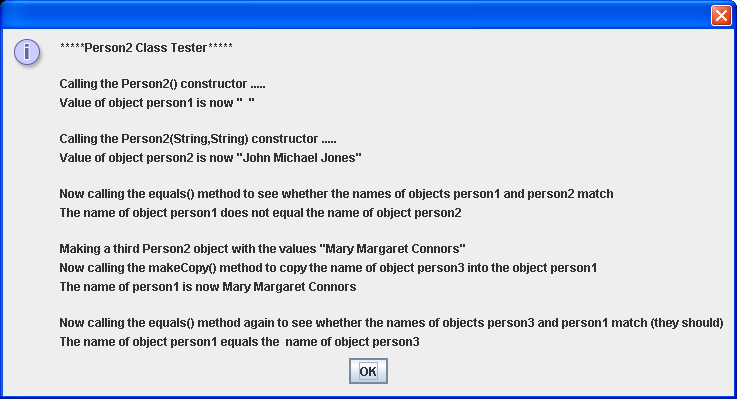 *****Person2 Class Tester*****
Calling the Person2() constructor .....
Value of object person1 is now "  "
Calling the Person2(String,String) constructor .....
Value of object person2 is now "John Michael Jones"
Now calling the equals() method to see whether the names of objects person1 and person2 match
The name of object person1 does not equal the name of object person2
Making a third Person2 object with the values "Mary Margaret Connors"
Now calling the makeCopy() method to copy the name of object person3 into the object person1
The name of person1 is now Mary Margaret Connors
Now calling the equals() method again to see whether the names of objects person3 and person1 match (they should)
The name of object person1 equals the  name of object person3
OK